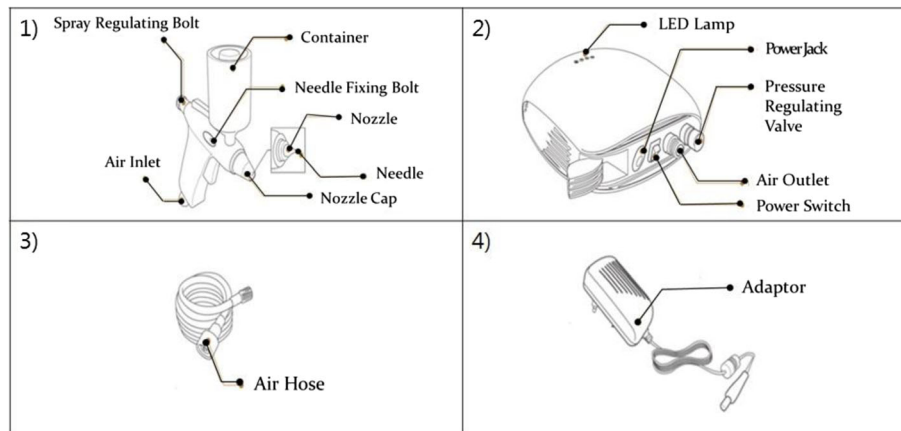 1)
Spray Regulating Bolt
Container
Needle Fixing Bolt
Nozzle
Air Inlet
Needle
Nozzle Cap
2)
LED Lamp
Power Jack
Pressure
Regulating
Valve
Air Outlet
Power Switch
3)
Air Hose
4)
Adaptor